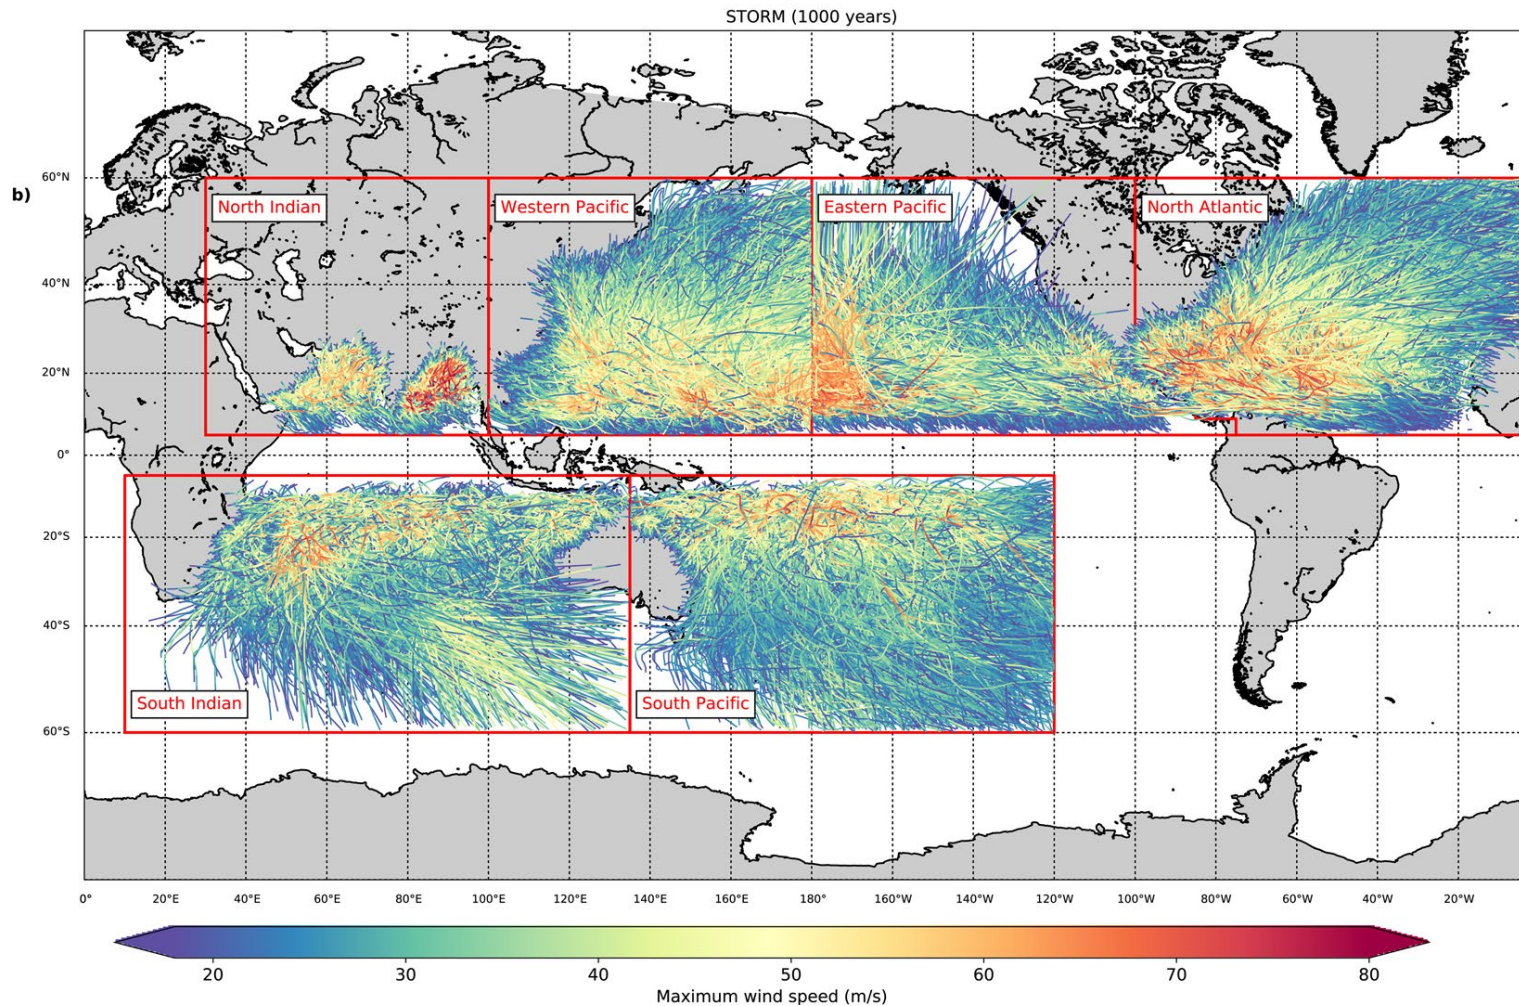 STORM (1000 years)
b)
60°N
40°N
20°N
0°
20°S
40°S
60°S
North Indian
Western Pacific
Eastern Pacific
North Atlantic
South Indian
South Pacific
0° 20°E 40°E 60°E 80°E 100°E 120°E 140°E 160°E 180° 160°W 140°W 120°W 100°W 80°W 60°W 40°W 20°W
20 30 40 50 60 70 80
Maximum wind speed (m/s)